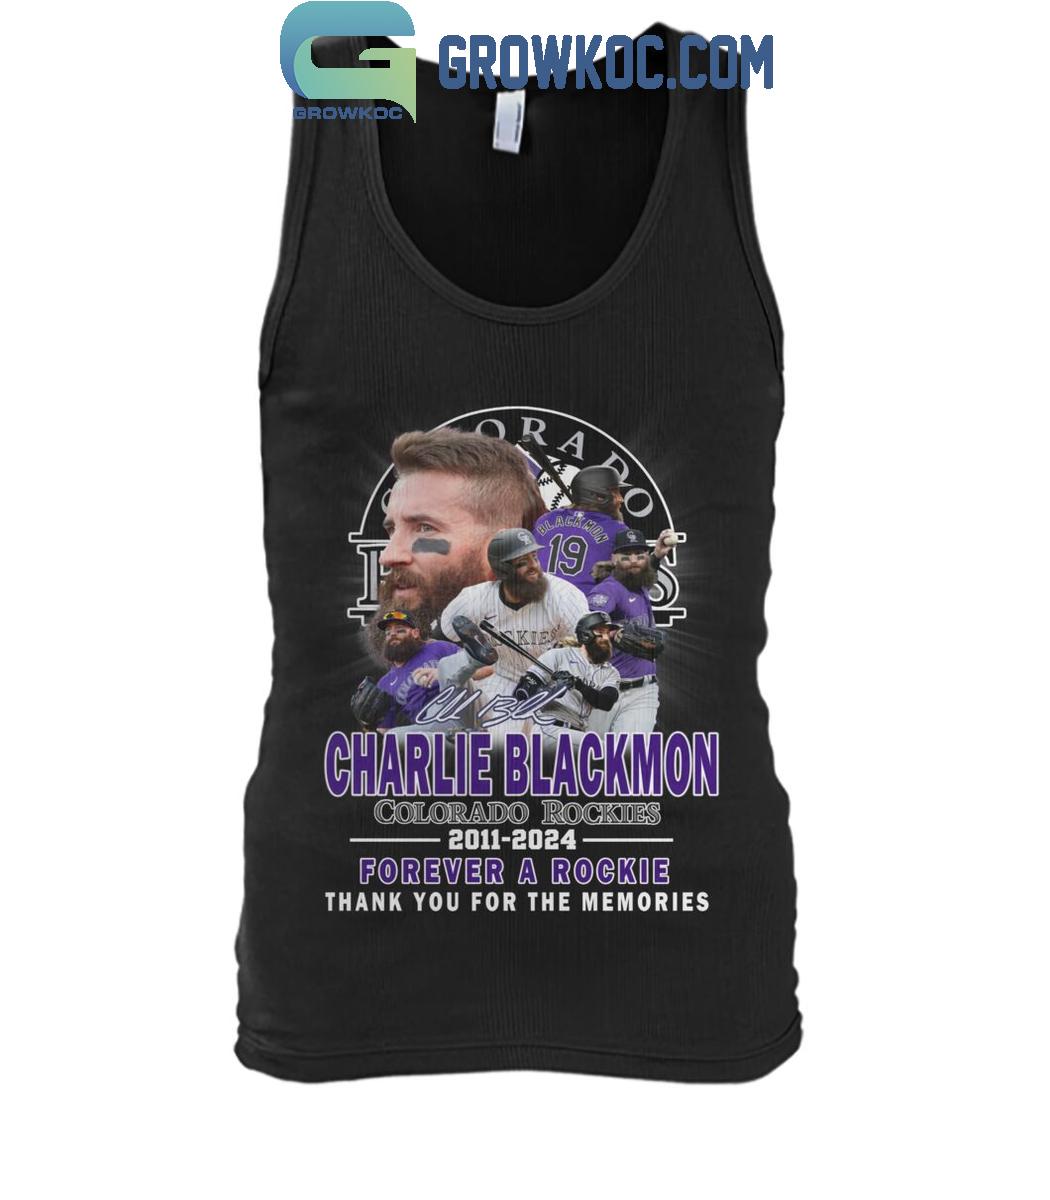 GROWKOC.COM
GROWKOC
COLORADO
BLACKMON
19
CHARLIE BLACKMON
COLORADO ROCKIES
2011-2024
FOREVER A ROCKIE
THANK YOU FOR THE MEMORIES